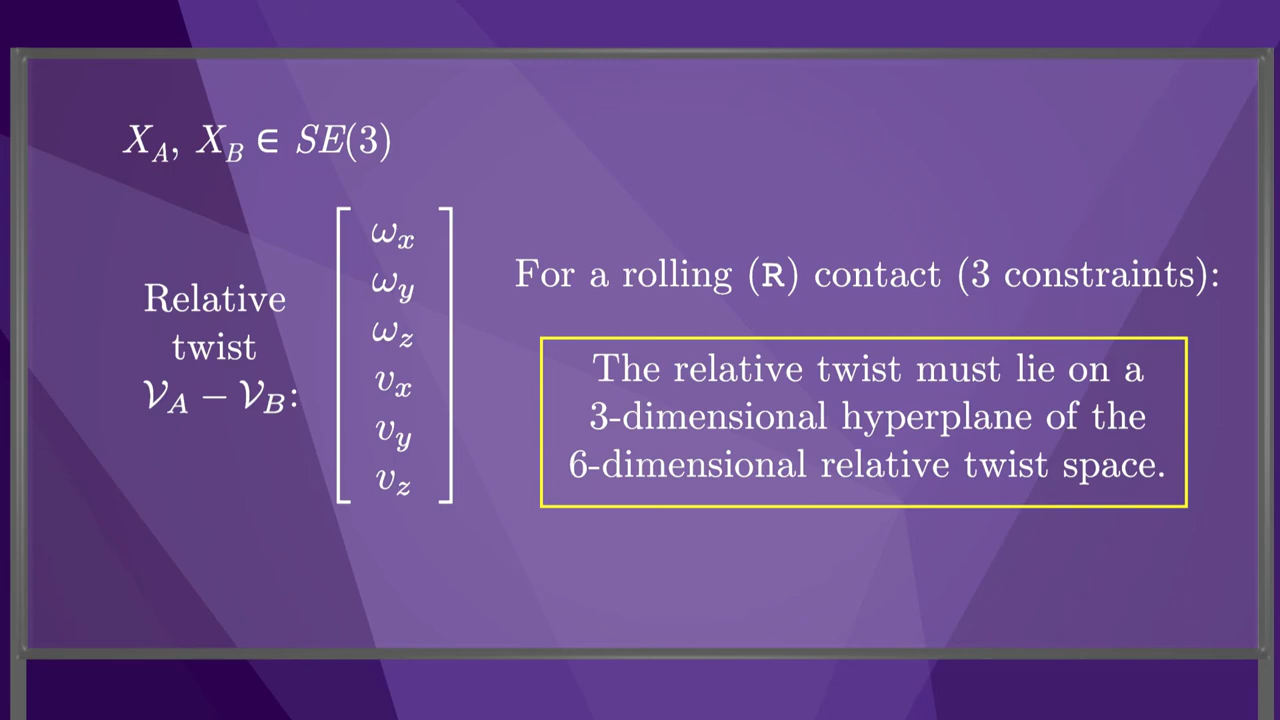 X_A, X_B ∈ SE(3)
Relative
twist
𝒱_A − 𝒱_B:
ω_x
ω_y
ω_z
v_x
v_y
v_z
For a rolling (R) contact (3 constraints):
The relative twist must lie on a
3-dimensional hyperplane of the
6-dimensional relative twist space.